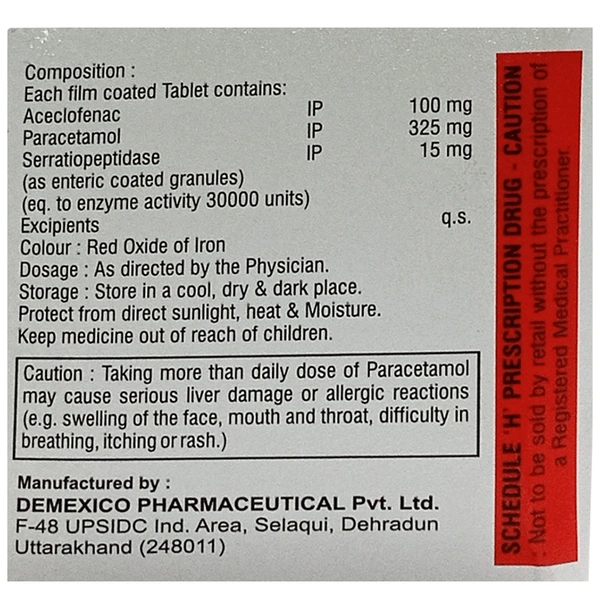 Composition :
Each film coated Tablet contains:
Aceclofenac IP 100 mg
Paracetamol IP 325 mg
Serratiopeptidase IP 15 mg
(as enteric coated granules)
(eq. to enzyme activity 30000 units)
Excipients q.s.
Colour : Red Oxide of Iron
Dosage : As directed by the Physician.
Storage : Store in a cool, dry & dark place.
Protect from direct sunlight, heat & Moisture.
Keep medicine out of reach of children.
Caution : Taking more than daily dose of Paracetamol
may cause serious liver damage or allergic reactions
(e.g. swelling of the face, mouth and throat, difficulty in
breathing, itching or rash.)
Manufactured by :
DEMEXICO PHARMACEUTICAL Pvt. Ltd.
F-48 UPSIDC Ind. Area, Selaqui, Dehradun
Uttarakhand (248011)
SCHEDULE 'H' PRESCRIPTION DRUG - CAUTION
: Not to be sold by retail without the prescription of
a Registered Medical Practitioner.